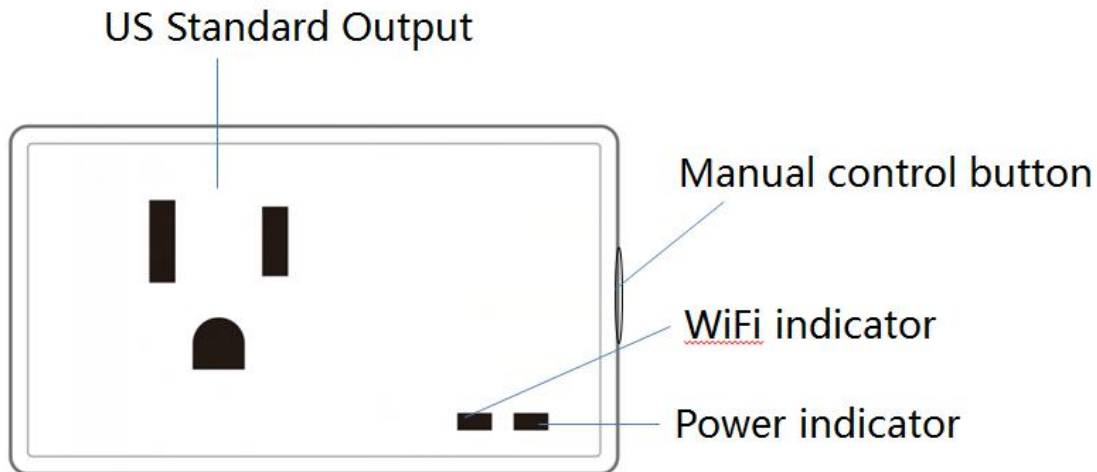 US Standard Output
Manual control button
WiFi indicator
Power indicator